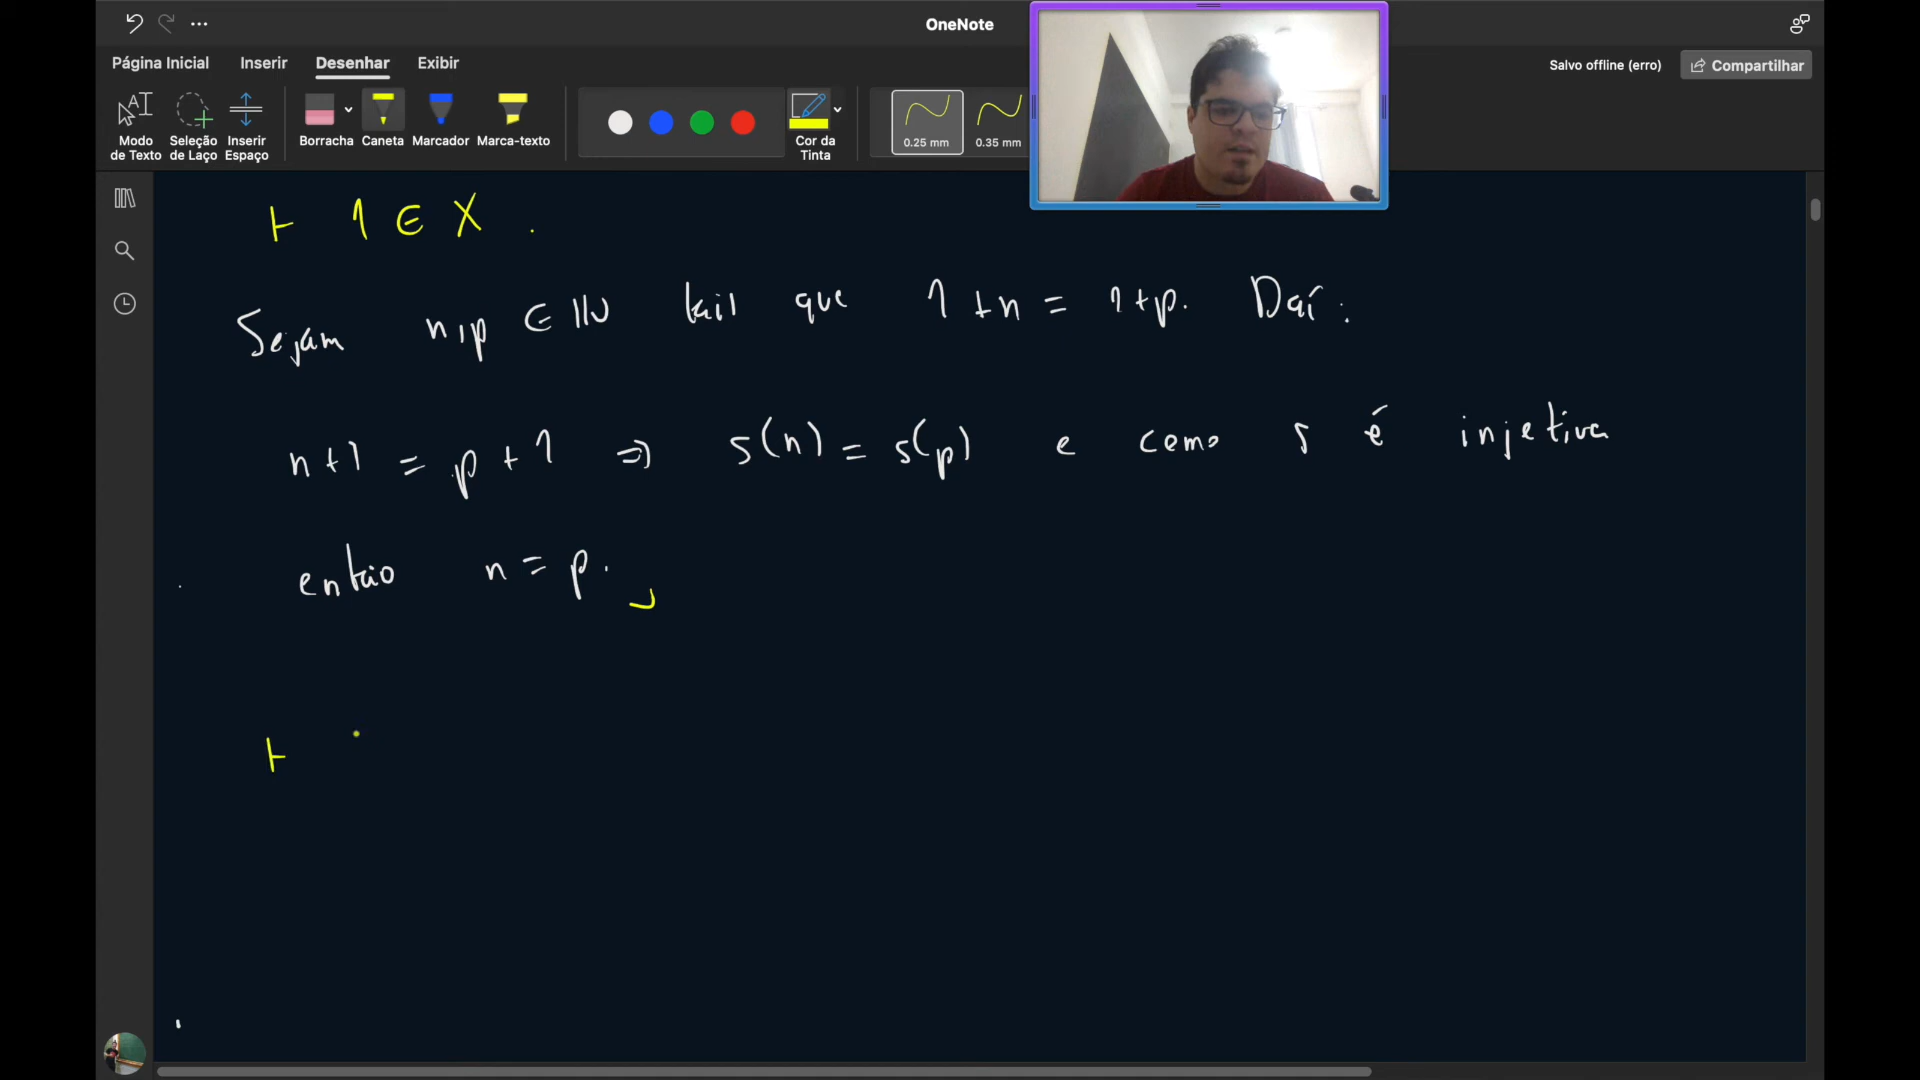 OneNote
Página Inicial Inserir Desenhar Exibir
Salvo offline (erro) Compartilhar
Modo de Texto Seleção de Laço Inserir Espaço Borracha Caneta Marcador Marca-texto Cor da Tinta 0.25 mm 0.35 mm
⊢ 1 ∈ X .
Sejam n,p ∈ ℕ tail que 1 + n = 1 + p. Daí:
n + 1 = p + 1 ⇒ s(n) = s(p) e como s é injetiva
então n = p. ⌟
⊢